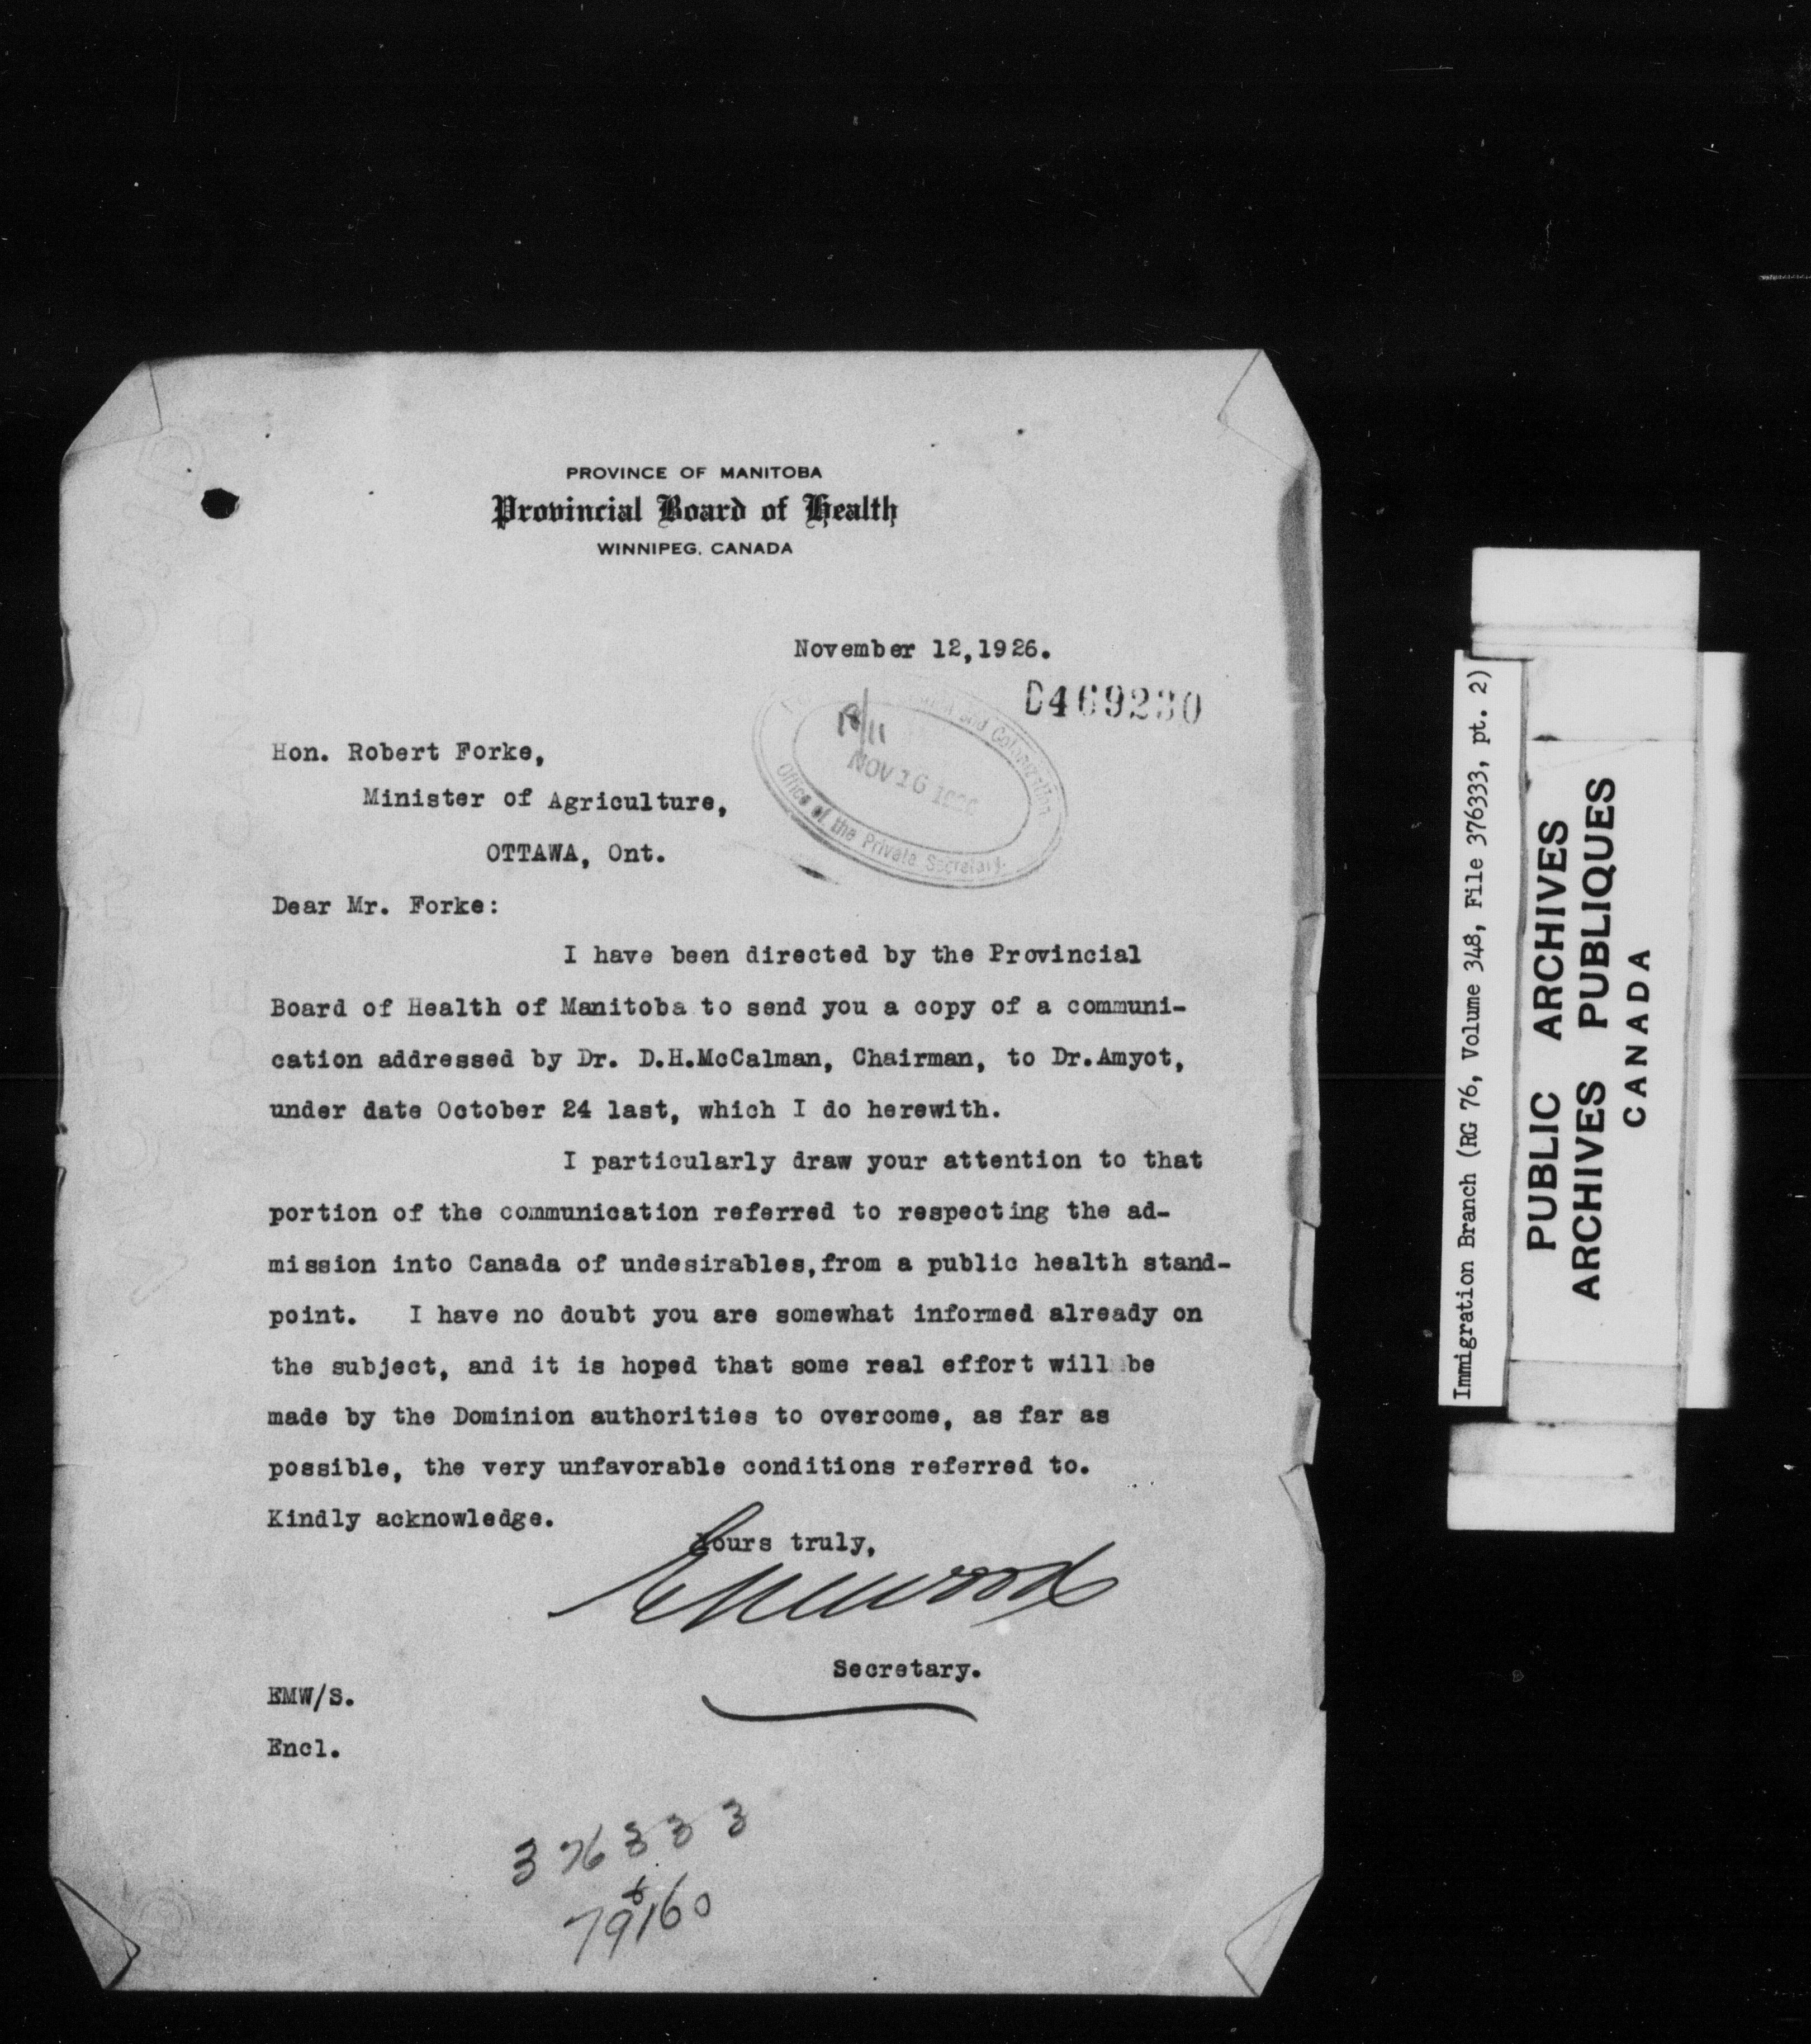 PROVINCE OF MANITOBA
Provincial Board of Health
WINNIPEG, CANADA
November 12,1926.
D469230
Hon. Robert Forke,
Minister of Agriculture,
OTTAWA, Ont.
and Colonization
18/11
NOV 16 1926
Office of the Private Secretary.
Dear Mr. Forke:
I have been directed by the Provincial
Board of Health of Manitoba to send you a copy of a communi-
cation addressed by Dr. D.H.McCalman, Chairman, to Dr.Amyot,
under date October 24 last, which I do herewith.
I particularly draw your attention to that
portion of the communication referred to respecting the ad-
mission into Canada of undesirables,from a public health stand-
point. I have no doubt you are somewhat informed already on
the subject, and it is hoped that some real effort will be
made by the Dominion authorities to overcome, as far as
possible, the very unfavorable conditions referred to.
Kindly acknowledge.
Yours truly,
EMWood
Secretary.
EMW/S.
Encl.
376333
79160
Immigration Branch (RG 76, Volume 348, File 376333, pt. 2)
PUBLIC ARCHIVES
ARCHIVES PUBLIQUES
CANADA